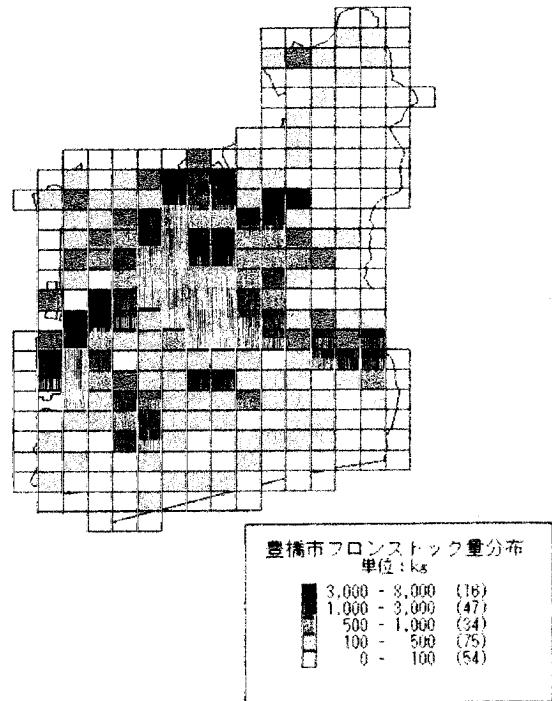 豊橋市フロンストック量分布
単位：kg
3,000 - 8,000 (16)
1,000 - 3,000 (47)
500 - 1,000 (34)
100 - 500 (75)
0 - 100 (54)